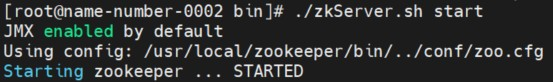 [root@name-number-0002 bin]# ./zkServer.sh start
JMX enabled by default
Using config: /usr/local/zookeeper/bin/../conf/zoo.cfg
Starting zookeeper ... STARTED